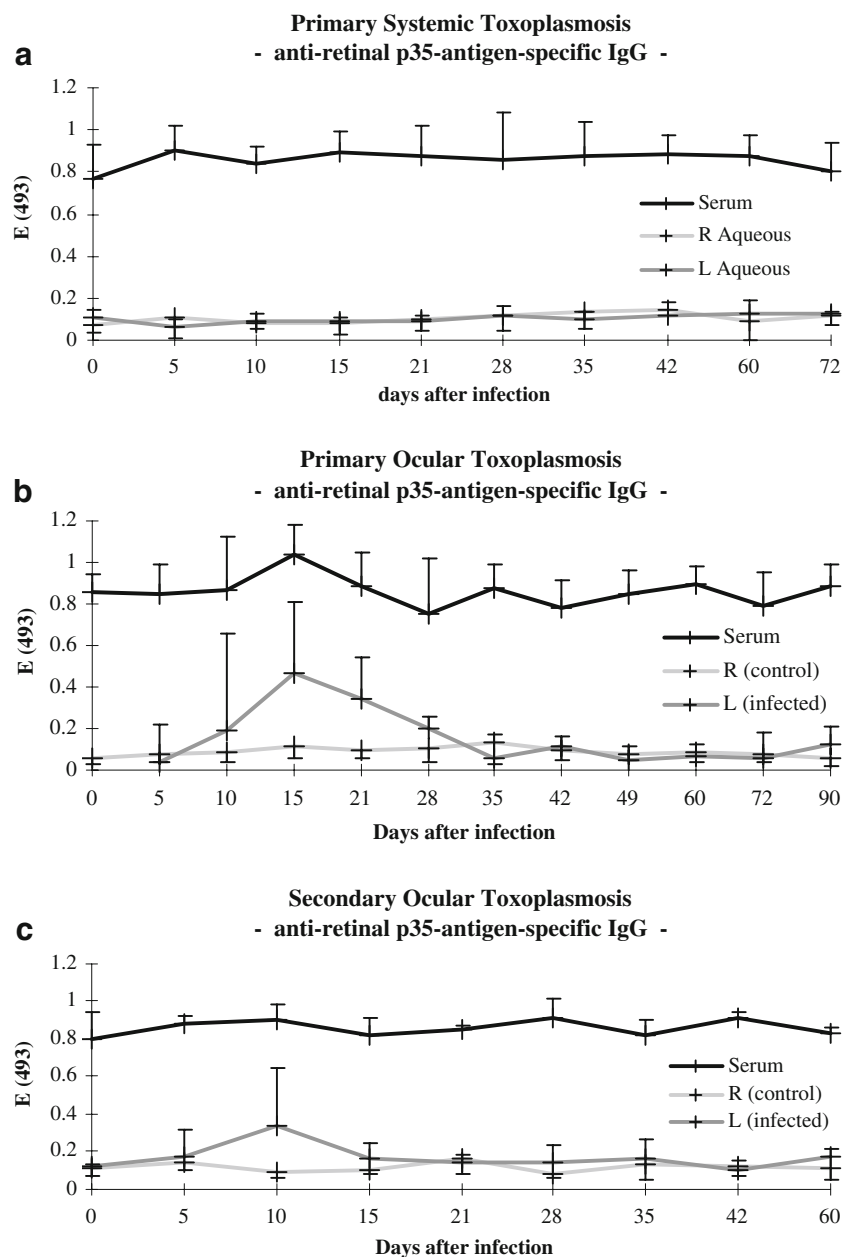 Primary Systemic Toxoplasmosis
a
- anti-retinal p35-antigen-specific IgG -
1.2
1
0.8
0.6
0.4
0.2
0
E (493)
Serum
R Aqueous
L Aqueous
0 5 10 15 21 28 35 42 60 72
days after infection
Primary Ocular Toxoplasmosis
b
- anti-retinal p35-antigen-specific IgG -
1.2
1
0.8
0.6
0.4
0.2
0
E (493)
Serum
R (control)
L (infected)
0 5 10 15 21 28 35 42 49 60 72 90
Days after infection
Secondary Ocular Toxoplasmosis
c
- anti-retinal p35-antigen-specific IgG -
1.2
1
0.8
0.6
0.4
0.2
0
E (493)
Serum
R (control)
L (infected)
0 5 10 15 21 28 35 42 60
Days after infection